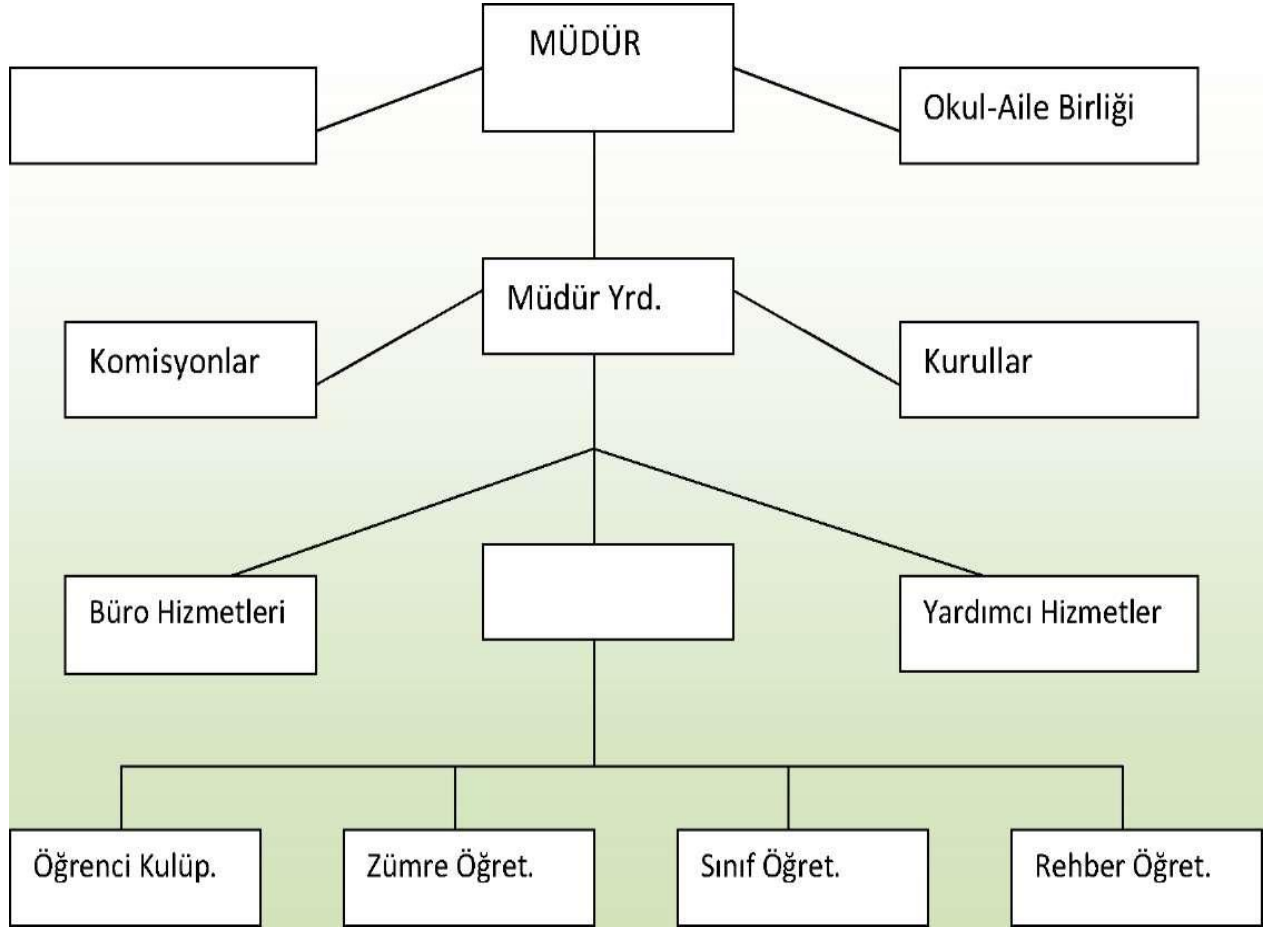 MÜDÜR
Okul-Aile Birliği
Müdür Yrd.
Komisyonlar
Kurullar
Büro Hizmetleri
Yardımcı Hizmetler
Öğrenci Kulüp.
Zümre Öğret.
Sınıf Öğret.
Rehber Öğret.